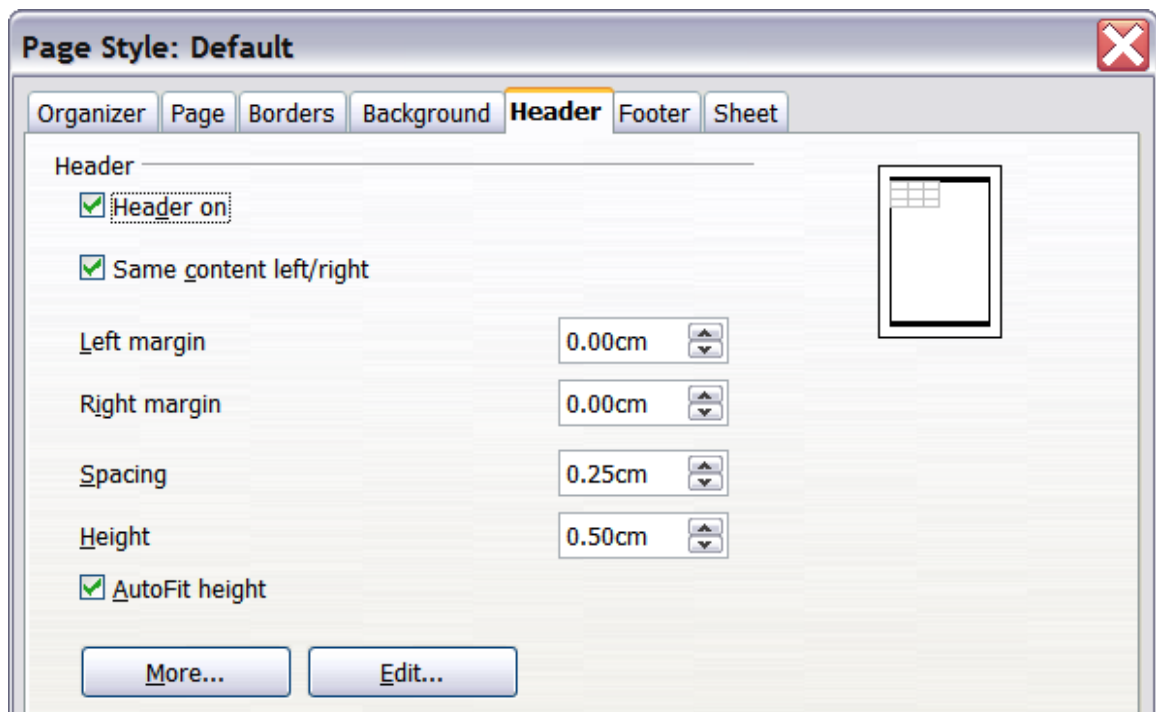 Page Style: Default
Organizer Page Borders Background Header Footer Sheet
Header
Header on
Same content left/right
Left margin 0.00cm
Right margin 0.00cm
Spacing 0.25cm
Height 0.50cm
AutoFit height
More... Edit...